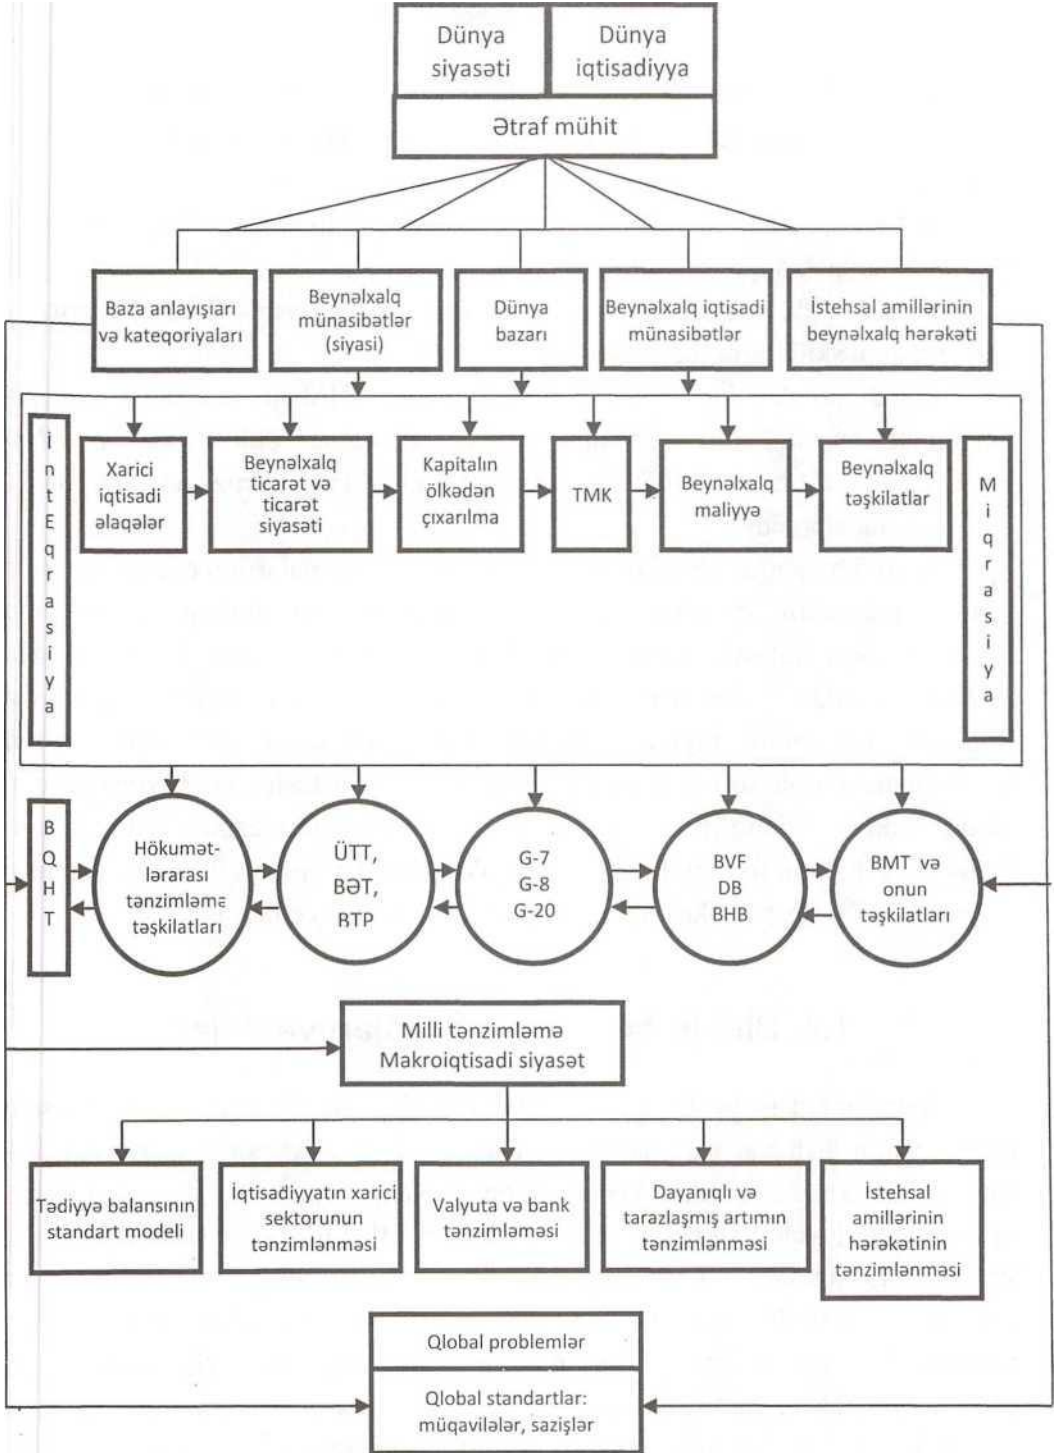 Dünya
siyasəti
Dünya
iqtisadiyya
Ətraf mühit
Baza anlayışıarı
və kateqoriyaları
Beynəlxalq
münasibətlər
(siyasi)
Dünya
bazarı
Beynəlxalq iqtisadi
münasibətlər
İstehsal amillərinin
beynəlxalq hərəkəti
İntEqrasiya
Xarici
iqtisadi
əlaqələr
Beynəlxalq
ticarət və
ticarət
siyasəti
Kapitalın
ölkədən
çıxarılma
TMK
Beynəlxalq
maliyyə
Beynəlxalq
təşkilatlar
Miqrasiya
BQHT
Hökumət-
lərarası
tənzimləmə
təşkilatları
ÜTT,
BƏT,
BTP
G-7
G-8
G-20
BVF
DB
BHB
BMT və
onun
təşkilatları
Milli tənzimləmə
Makroiqtisadi siyasət
Tədiyyə balansının
standart modeli
İqtisadiyyatın xarici
sektorunun
tənzimlənməsi
Valyuta və bank
tənzimləməsi
Dayanıqlı və
tarazlaşmış artımın
tənzimlənməsi
İstehsal
amillərinin
hərəkətinin
tənzimlənməsi
Qlobal problemlər
Qlobal standartlar:
müqavilələr, sazişlər